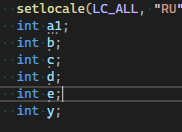 setlocale(LC_ALL, "RU"
int a1;
int b;
int c;
int d;
int e;
int y;